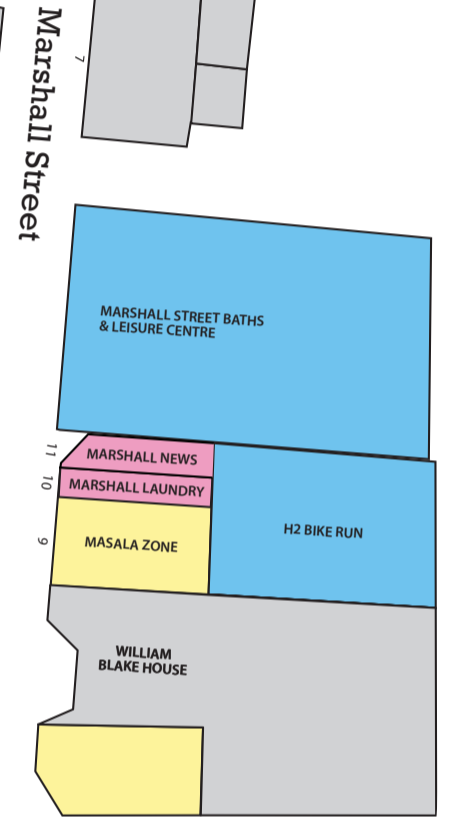 7
Marshall Street
MARSHALL STREET BATHS
& LEISURE CENTRE
11
MARSHALL NEWS
10
MARSHALL LAUNDRY
9
MASALA ZONE
H2 BIKE RUN
WILLIAM
BLAKE HOUSE